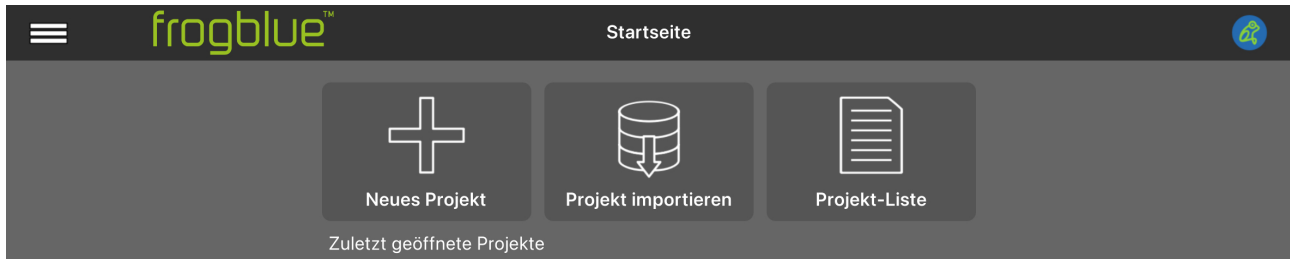 frogblue™
Startseite
Neues Projekt
Projekt importieren
Projekt-Liste
Zuletzt geöffnete Projekte